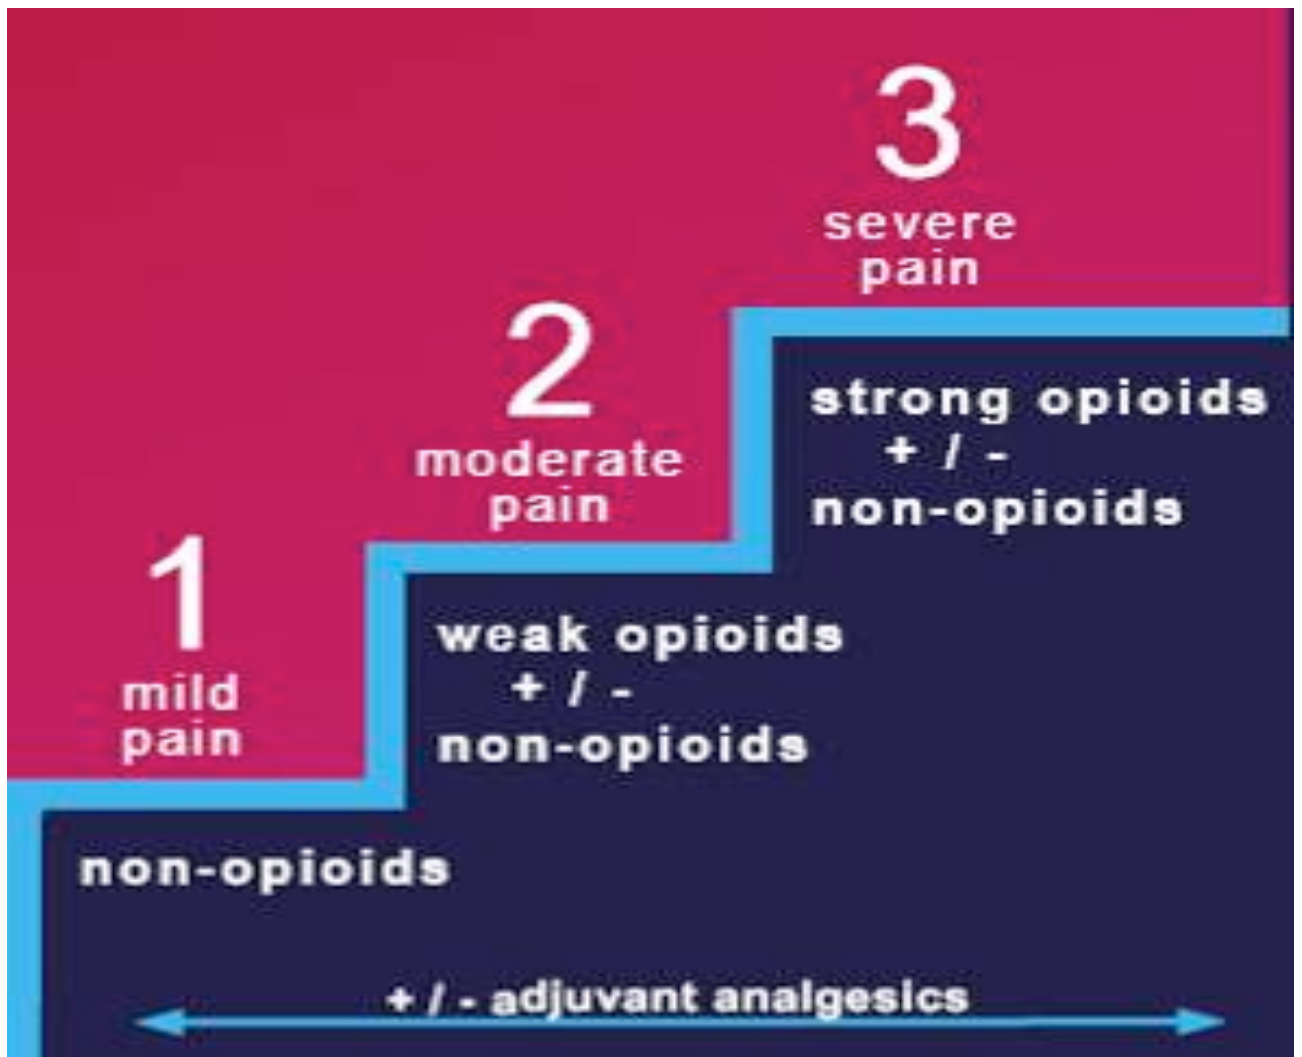 3
severe
pain
2
moderate
pain
strong opioids
+ / -
non-opioids
1
mild
pain
weak opioids
+ / -
non-opioids
non-opioids
+ / - adjuvant analgesics